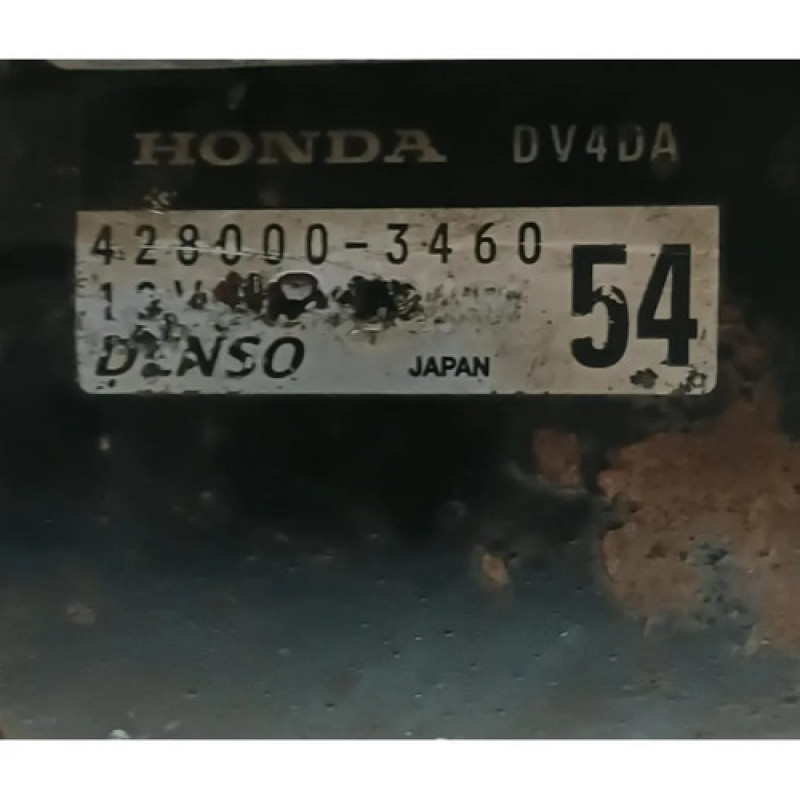 HONDA DV4DA
428000-3460
54
DENSO JAPAN